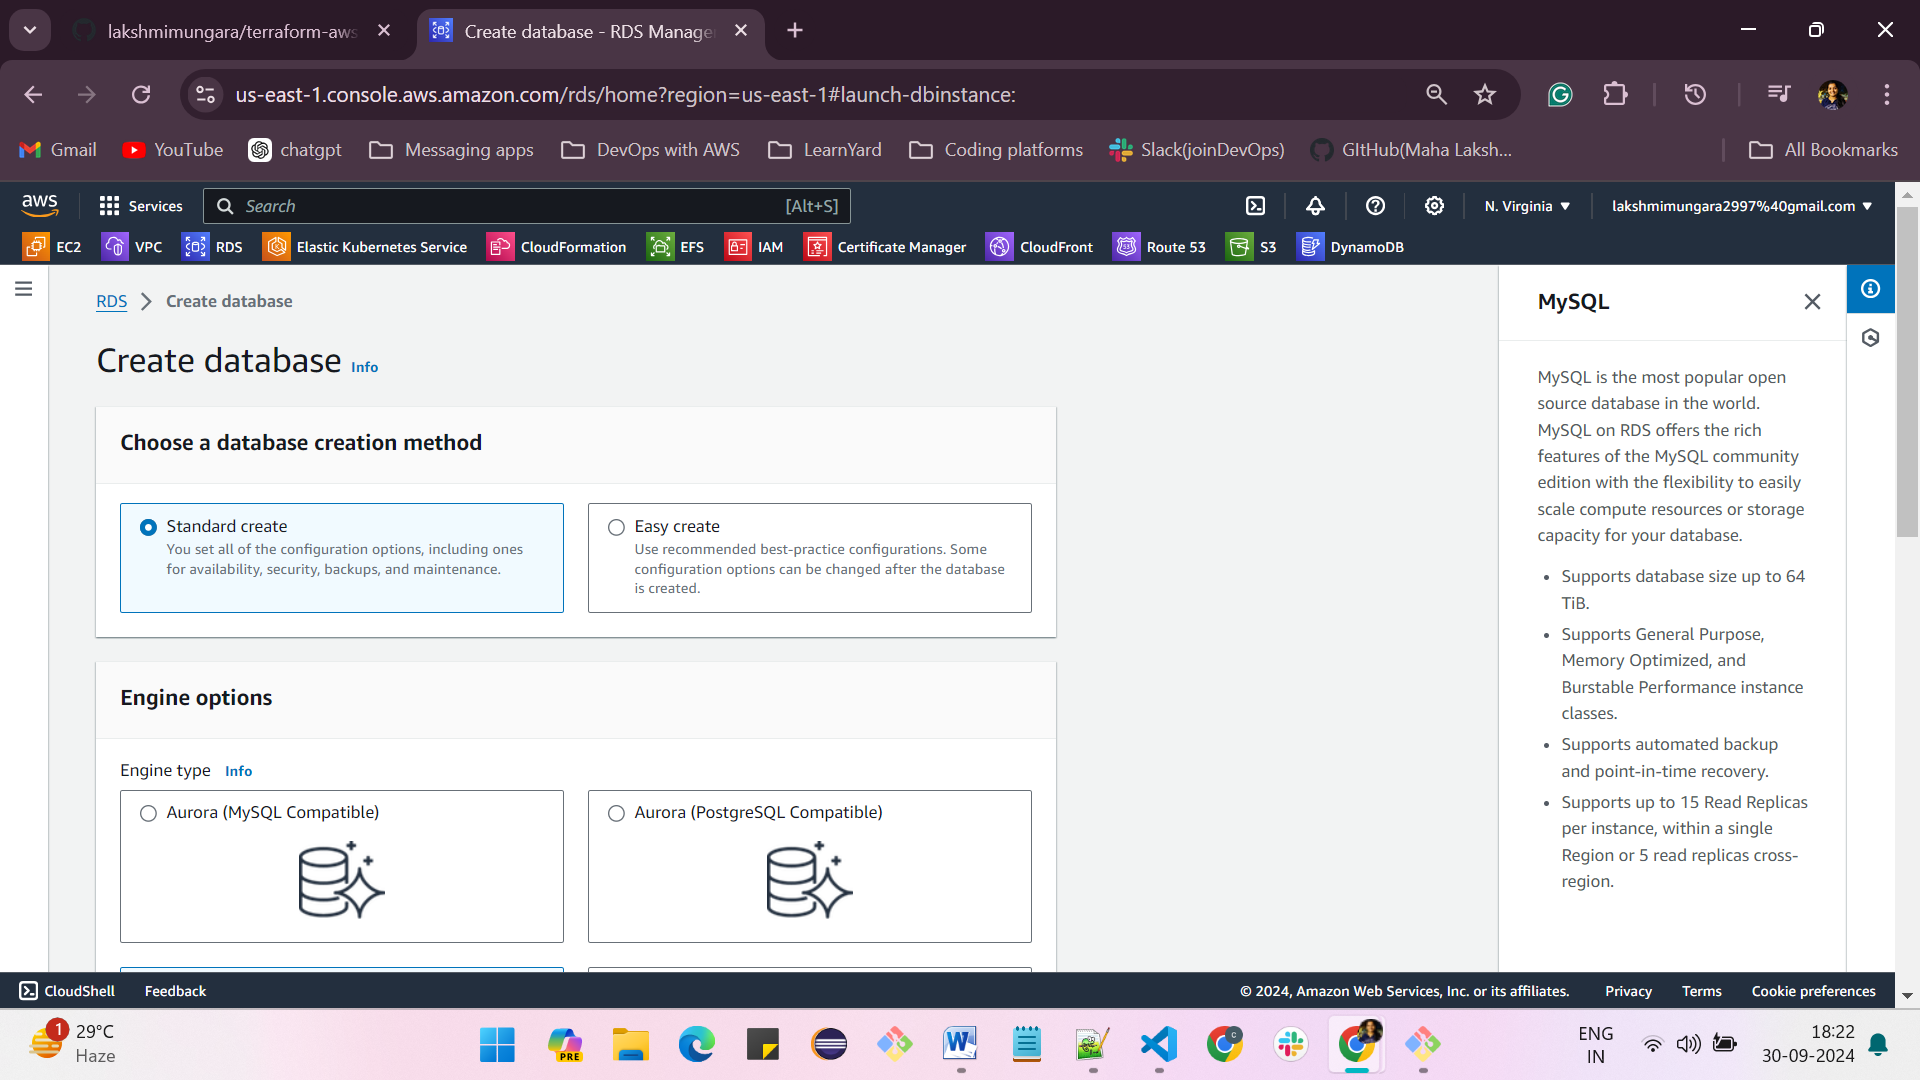 lakshmimungara/terraform-aws
Create database - RDS Manage
us-east-1.console.aws.amazon.com/rds/home?region=us-east-1#launch-dbinstance:
Gmail
YouTube
chatgpt
Messaging apps
DevOps with AWS
LearnYard
Coding platforms
Slack(joinDevOps)
GItHub(Maha Laksh...
All Bookmarks
aws
Services
Search
[Alt+S]
N. Virginia
lakshmimungara2997%40gmail.com
EC2
VPC
RDS
Elastic Kubernetes Service
CloudFormation
EFS
IAM
Certificate Manager
CloudFront
Route 53
S3
DynamoDB
RDS
Create database
Create database Info
Choose a database creation method
Standard create
You set all of the configuration options, including ones
for availability, security, backups, and maintenance.
Easy create
Use recommended best-practice configurations. Some
configuration options can be changed after the database
is created.
Engine options
Engine type Info
Aurora (MySQL Compatible)
Aurora (PostgreSQL Compatible)
MySQL
MySQL is the most popular open
source database in the world.
MySQL on RDS offers the rich
features of the MySQL community
edition with the flexibility to easily
scale compute resources or storage
capacity for your database.
• Supports database size up to 64
TiB.
• Supports General Purpose,
Memory Optimized, and
Burstable Performance instance
classes.
• Supports automated backup
and point-in-time recovery.
• Supports up to 15 Read Replicas
per instance, within a single
Region or 5 read replicas cross-
region.
CloudShell
Feedback
© 2024, Amazon Web Services, Inc. or its affiliates.
Privacy
Terms
Cookie preferences
1
29°C
Haze
PRE
ENG
IN
18:22
30-09-2024